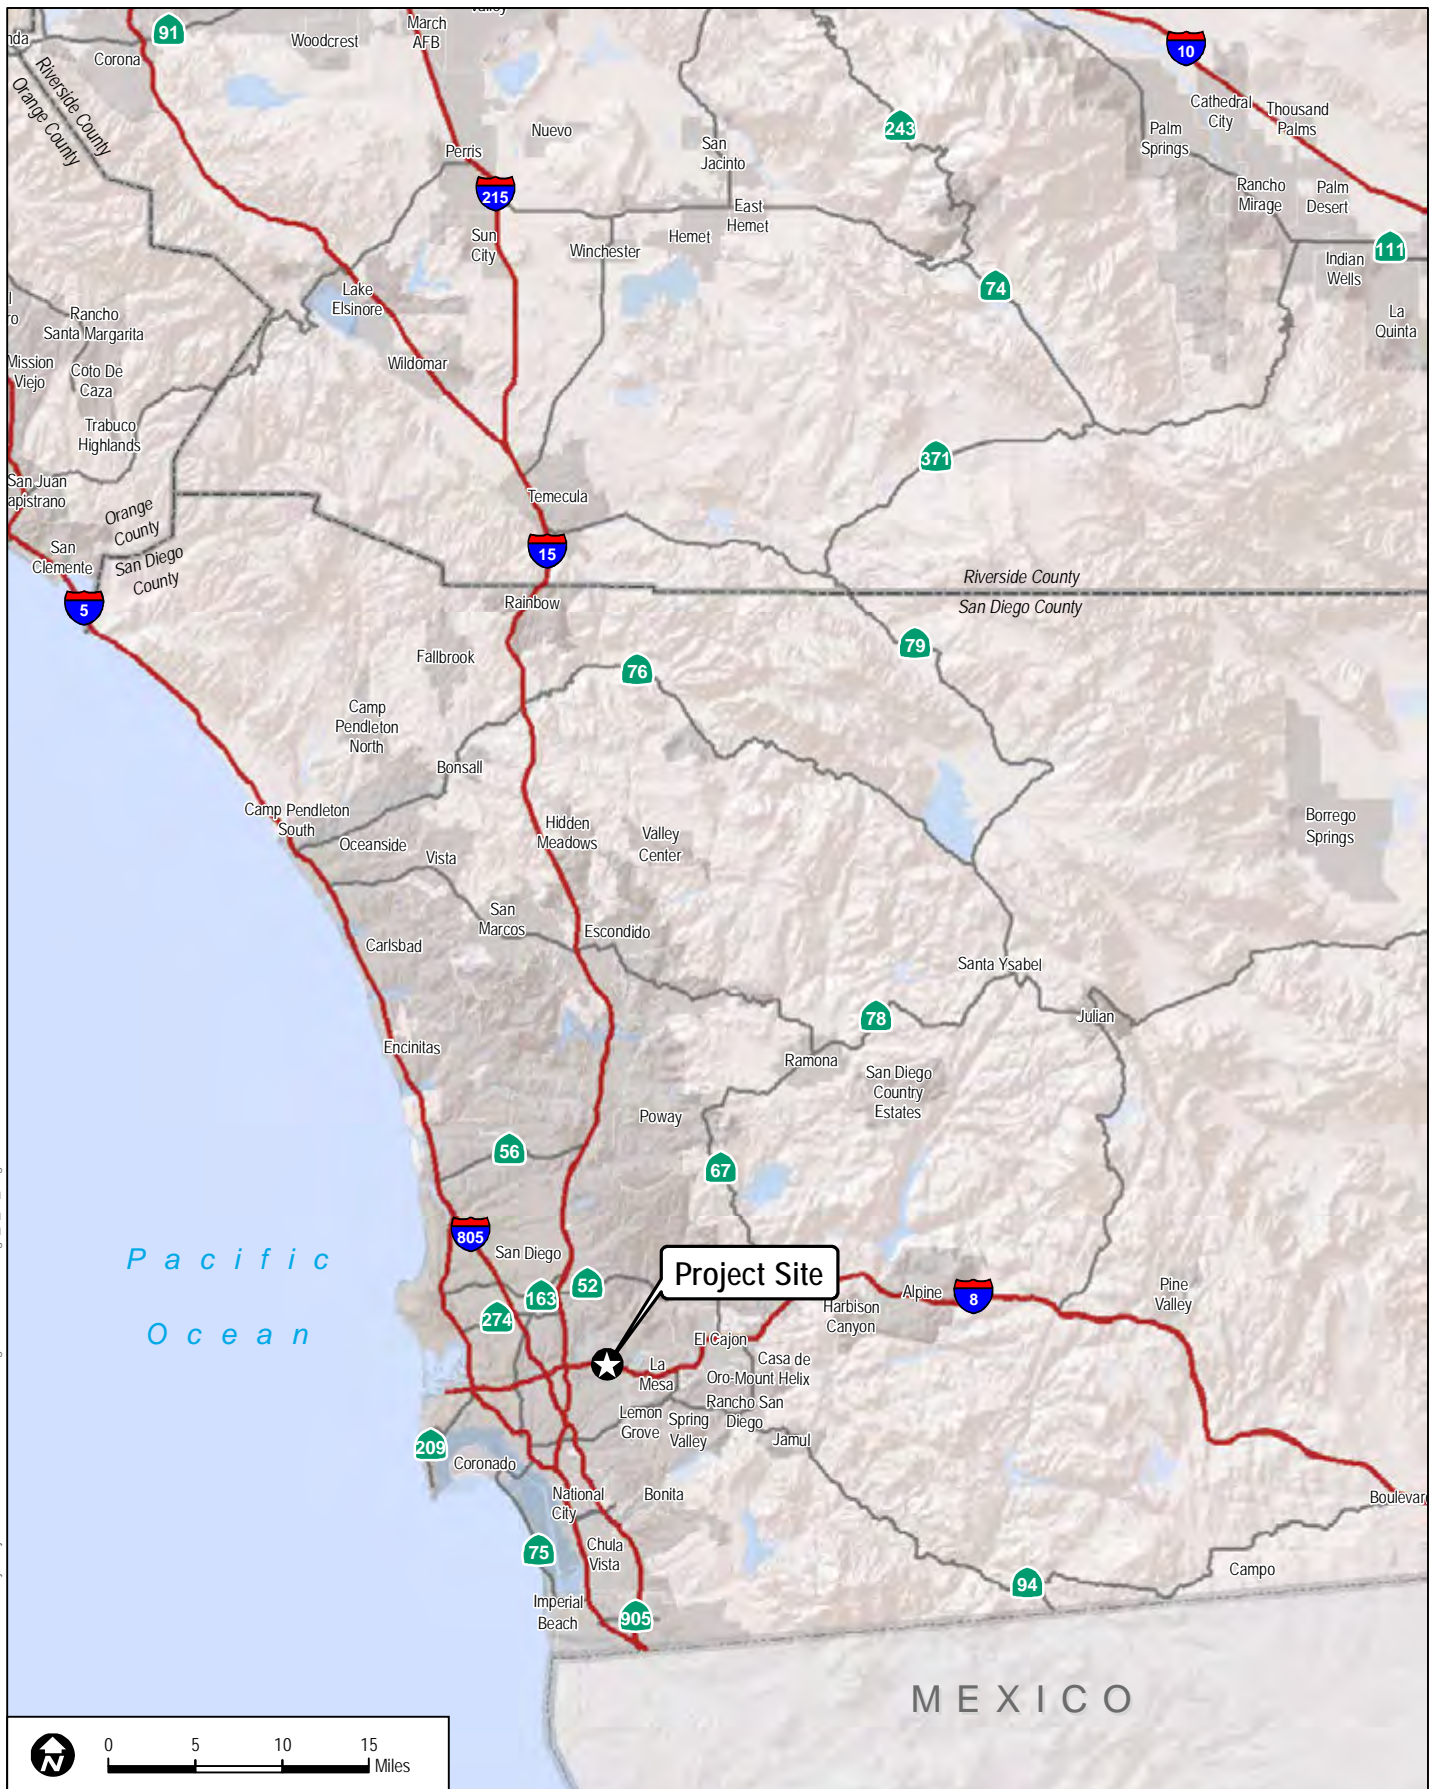 Valley
March
AFB
91
Woodcrest
nda
Corona
10
Riverside County
Orange County
Cathedral
City
Thousand
Palms
243
Nuevo
Palm
Springs
San
Jacinto
Perris
215
Rancho
Mirage
Palm
Desert
East
Hemet
Sun
City
Hemet
Winchester
111
Indian
Wells
74
Lake
Elsinore
l
ro
Rancho
Santa Margarita
La
Quinta
Mission
Viejo
Wildomar
Coto De
Caza
Trabuco
Highlands
371
San Juan
apistrano
Temecula
Orange
County
San Diego
County
San
Clemente
15
Riverside County
San Diego County
5
Rainbow
79
Fallbrook
76
Camp
Pendleton
North
Bonsall
Camp Pendleton
South
Oceanside
Hidden
Meadows
Valley
Center
Borrego
Springs
Vista
San
Marcos
Escondido
Carlsbad
Santa Ysabel
78
Julian
Encinitas
Ramona
San Diego
Country
Estates
Poway
56
67
805
San Diego
Pacific
Ocean
Project Site
52
163
274
8
Alpine
Pine
Valley
Harbison
Canyon
El Cajon
La
Mesa
Casa de
Oro-Mount Helix
Rancho San
Diego
Lemon
Grove
Spring
Valley
Jamul
209
Coronado
National
City
Bonita
Boulevar
75
Chula
Vista
Campo
94
Imperial
Beach
905
MEXICO
N
0 5 10 15
Miles